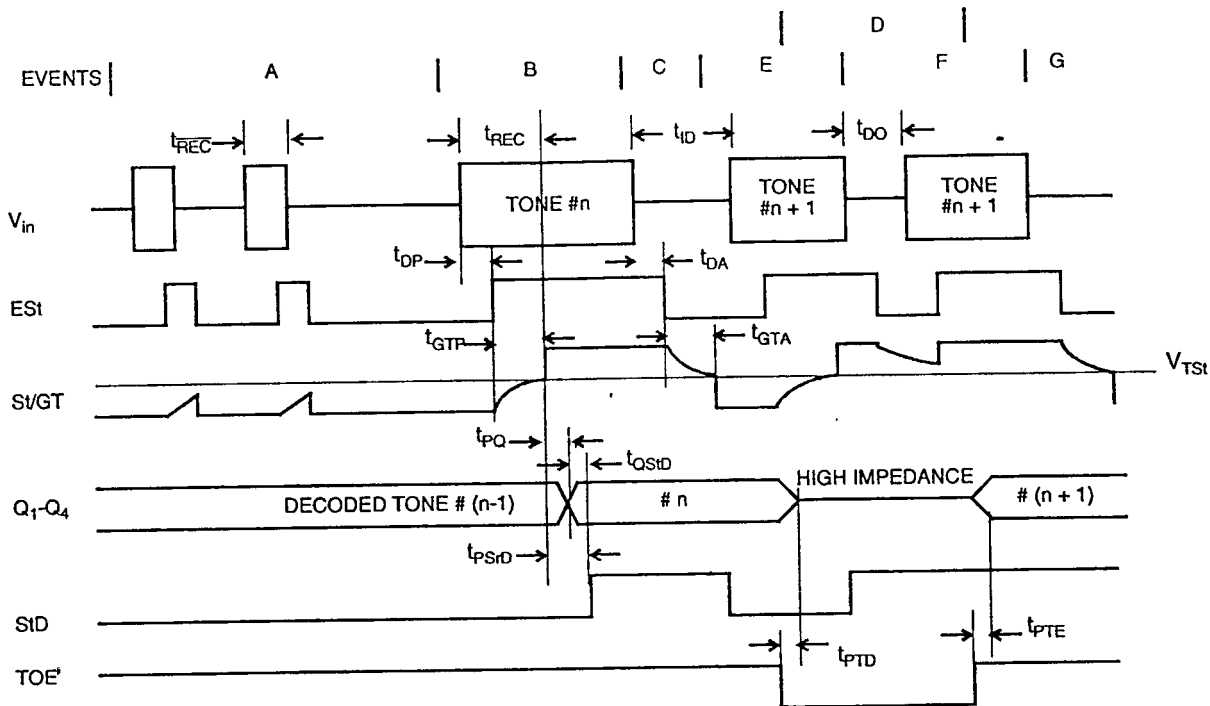 D
EVENTS A B C E F G
tREC tREC tID tDO
Vin TONE #n TONE #n + 1 TONE #n + 1
tDP tDA
ESt
tGTP tGTA
VTSt
St/GT
tPQ
tQStD
HIGH IMPEDANCE
Q1-Q4 DECODED TONE # (n-1) # n # (n + 1)
tPSrD
StD
tPTE
tPTD
TOE